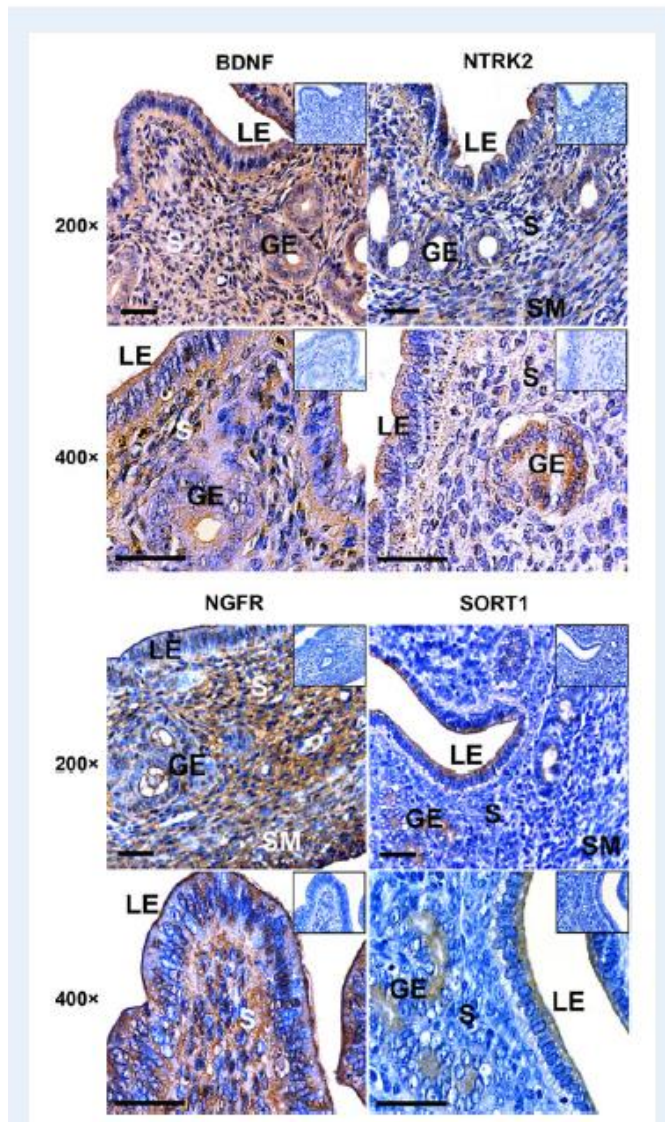 BDNF NTRK2
LE LE
200×
S GE GE S
SM
LE S
LE
400×
S GE
GE
NGFR SORT1
LE
S LE
200×
GE GE S
SM SM
LE
LE
400×
S GE S